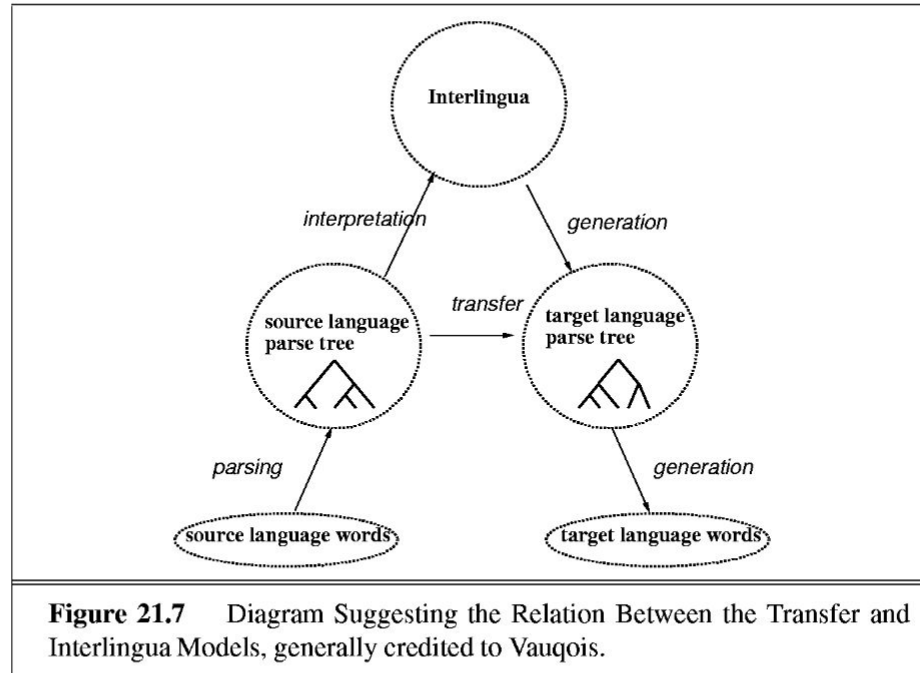 Interlingua
interpretation
generation
source language
parse tree
transfer
target language
parse tree
parsing
generation
source language words
target language words
Figure 21.7 Diagram Suggesting the Relation Between the Transfer and
Interlingua Models, generally credited to Vauqois.